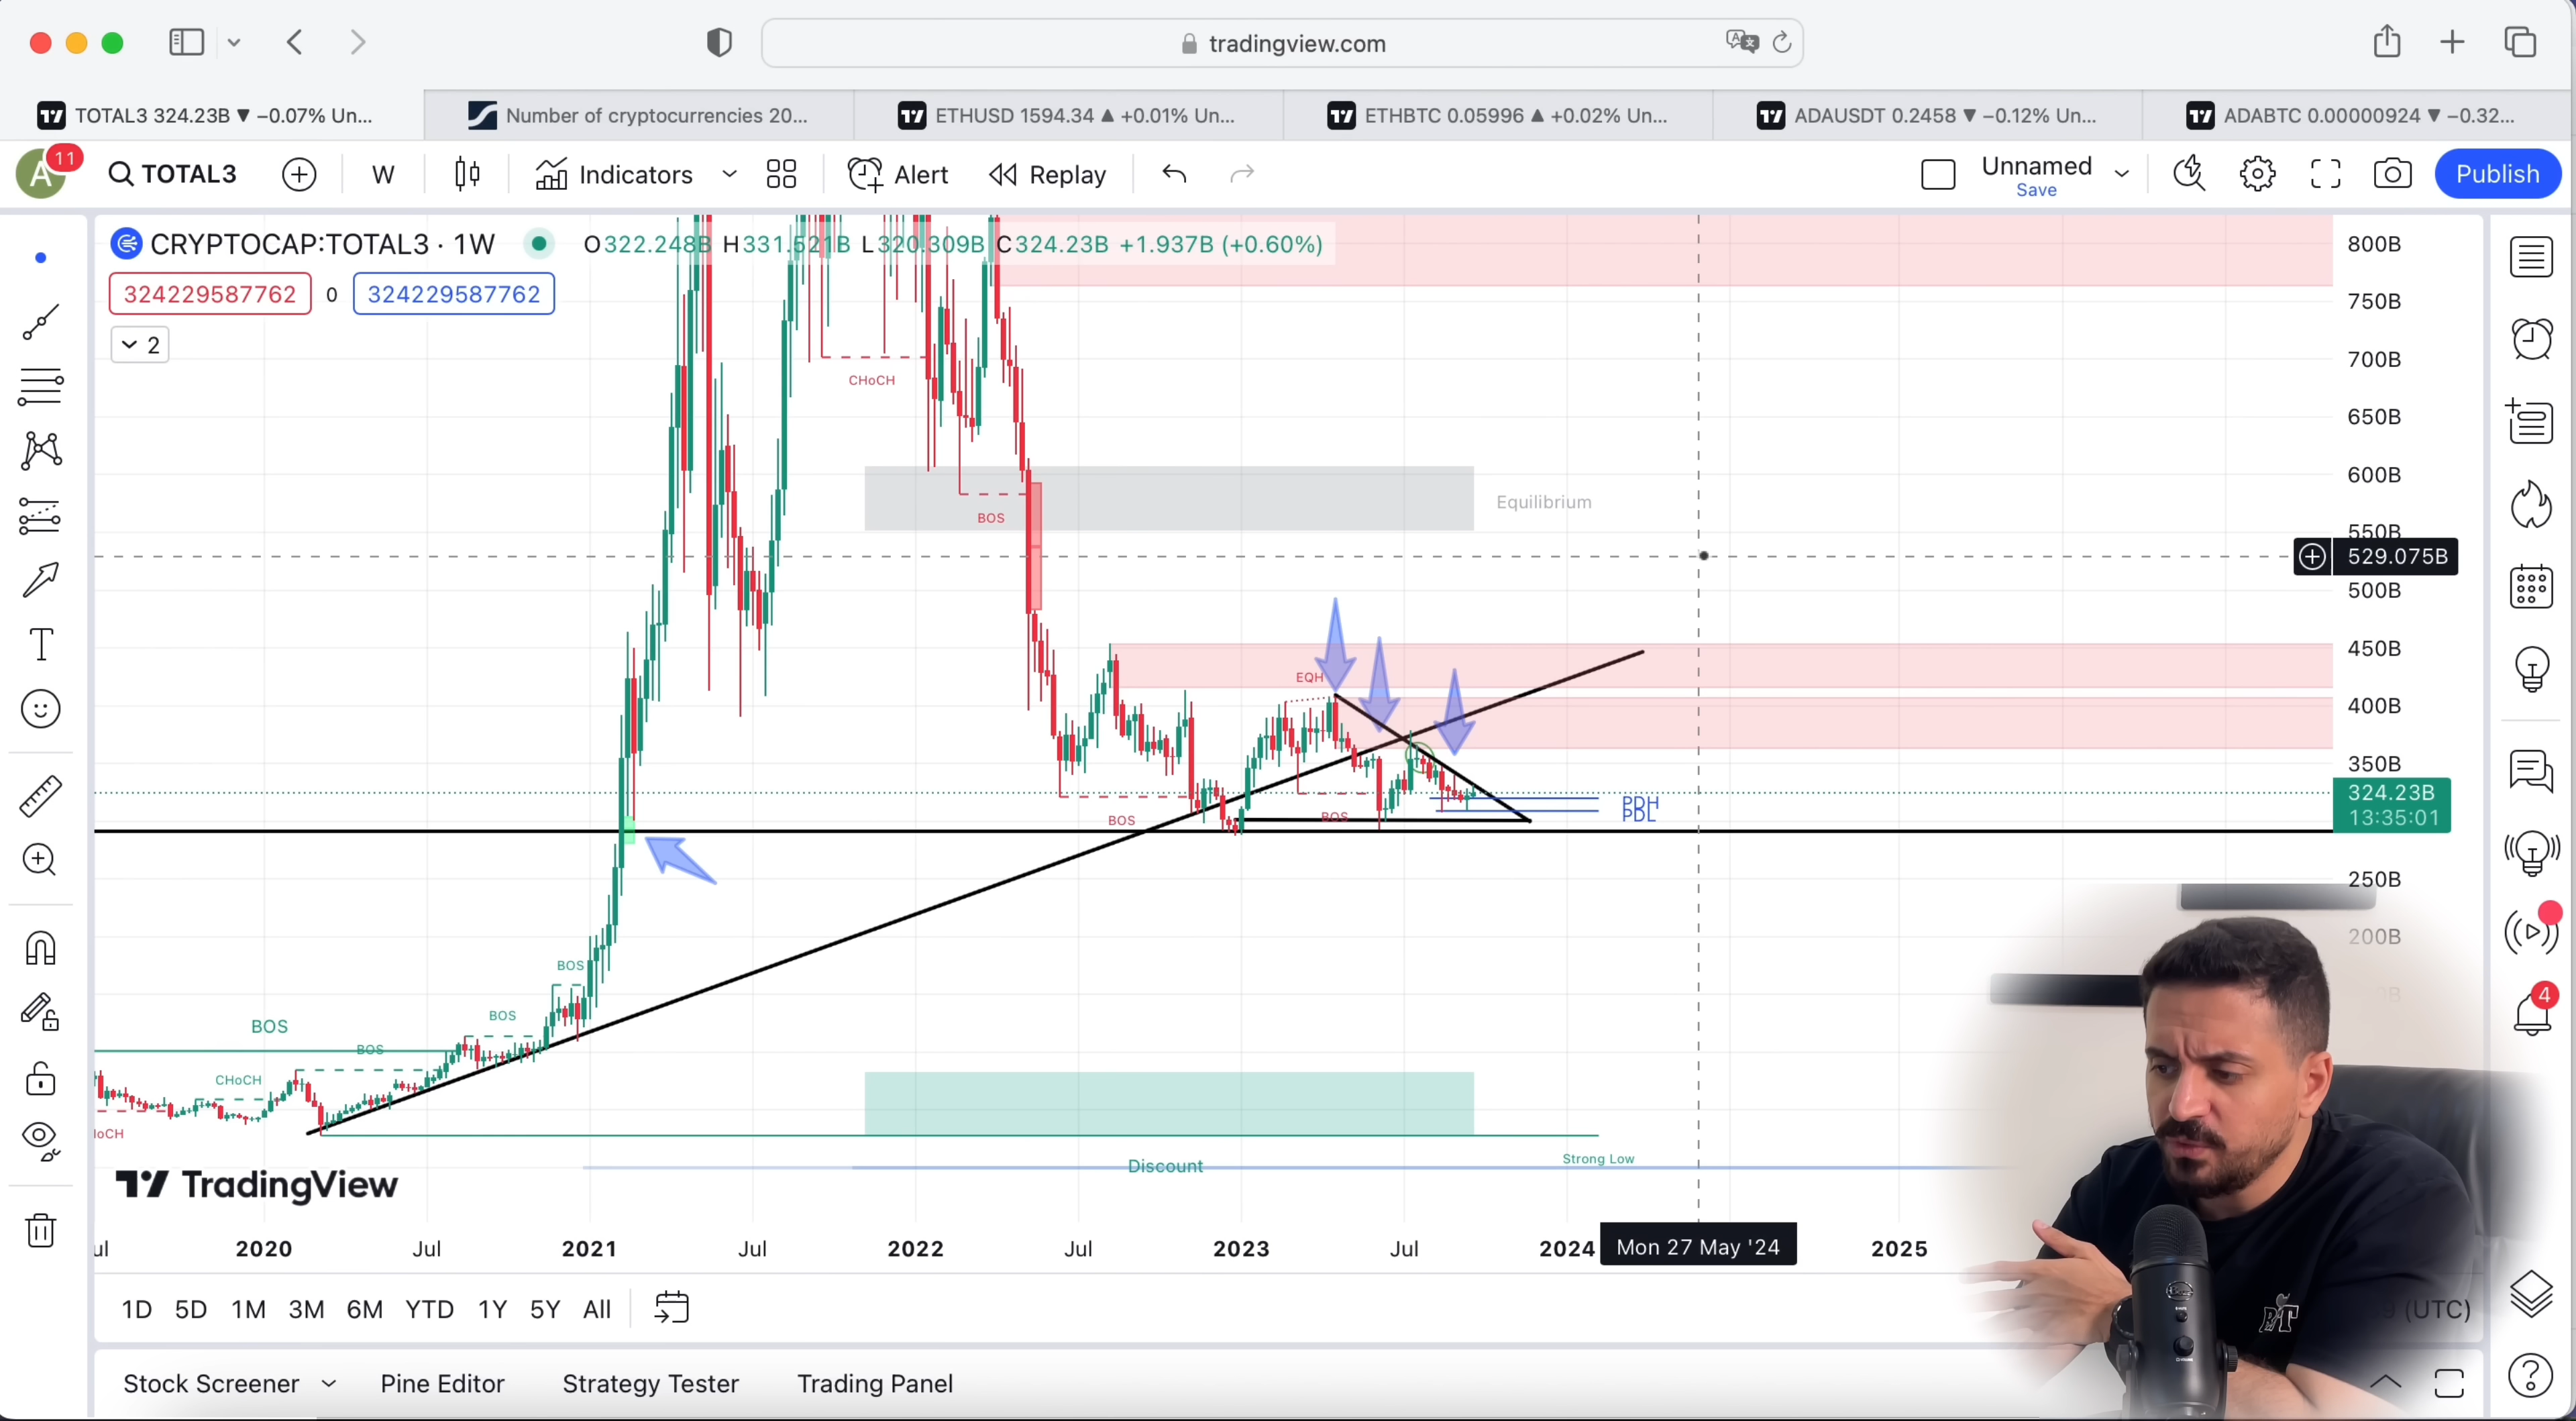 tradingview.com
TOTAL3 324.23B ▼ −0.07% Un...
Number of cryptocurrencies 20...
ETHUSD 1594.34 ▲ +0.01% Un...
ETHBTC 0.05996 ▲ +0.02% Un...
ADAUSDT 0.2458 ▼ −0.12% Un...
ADABTC 0.00000924 ▼ −0.32...
A 11
TOTAL3
W
Indicators
Alert
Replay
Unnamed
Save
Publish
CRYPTOCAP:TOTAL3 · 1W
O322.248B H331.521B L320.309B C324.23B +1.937B (+0.60%)
324229587762 0 324229587762
2
800B
750B
700B
650B
600B
550B
529.075B
500B
450B
400B
350B
324.23B
13:35:01
250B
200B
CHoCH
BOS
Equilibrium
EQH
BOS
BOS
PDH
PDL
BOS
BOS
BOS
BOS
CHoCH
Discount
Strong Low
TradingView
2020
Jul
2021
Jul
2022
Jul
2023
Jul
2024
Mon 27 May '24
2025
1D 5D 1M 3M 6M YTD 1Y 5Y All
(UTC)
4
Stock Screener
Pine Editor
Strategy Tester
Trading Panel